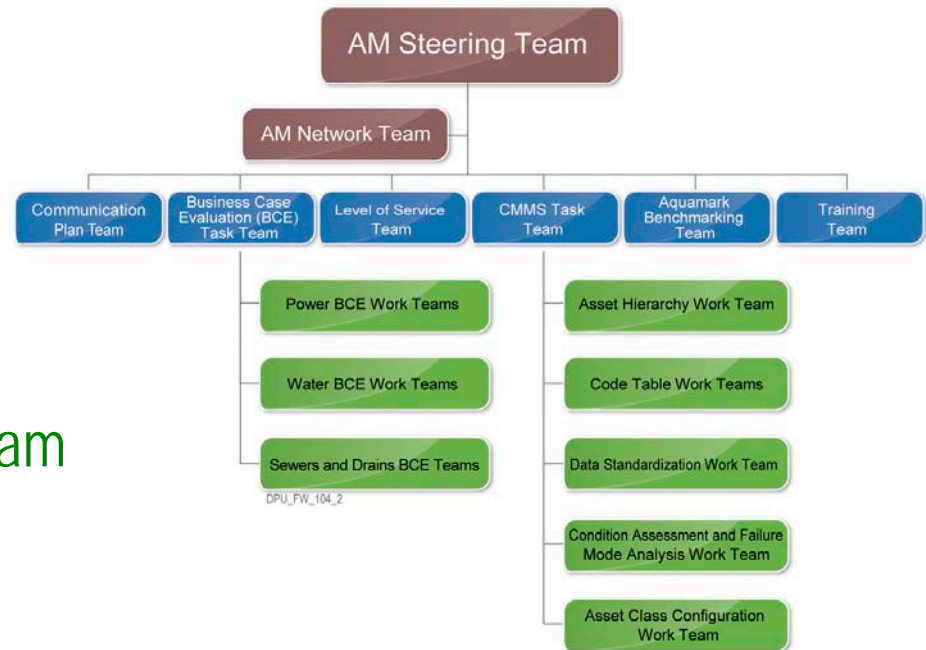 AM Steering Team
AM Network Team
Communication
Plan Team
Business Case
Evaluation (BCE)
Task Team
Level of Service
Team
CMMS Task
Team
Aquamark
Benchmarking
Team
Training
Team
Power BCE Work Teams
Water BCE Work Teams
Sewers and Drains BCE Teams
DPU_FW_104_2
Asset Hierarchy Work Team
Code Table Work Teams
Data Standardization Work Team
Condition Assessment and Failure
Mode Analysis Work Team
Asset Class Configuration
Work Team
am